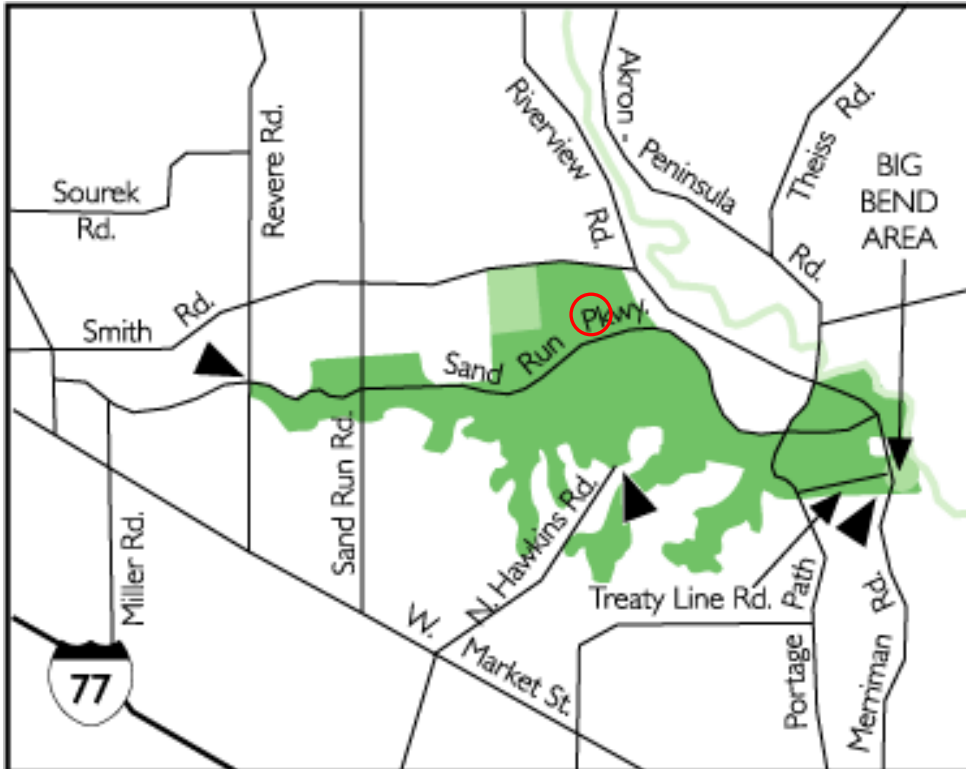 Sourek
Rd.
Revere Rd.
Riverview
Rd.
Akron - Peninsula
Rd.
Theiss Rd.
BIG
BEND
AREA
Smith Rd.
Sand Run Pkwy.
Sand Run Rd.
Miller Rd.
N. Hawkins Rd.
Treaty Line Rd.
W. Market St.
Portage Path
Merriman Rd.
77